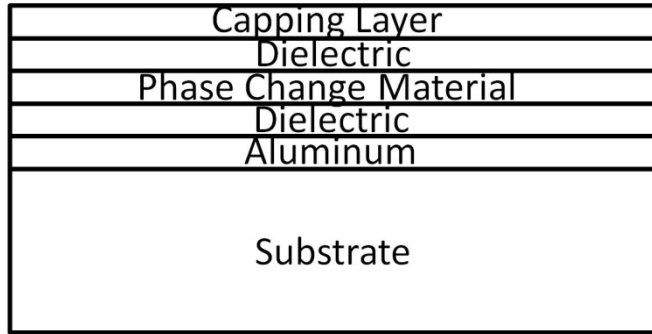 Capping Layer
Dielectric
Phase Change Material
Dielectric
Aluminum
Substrate